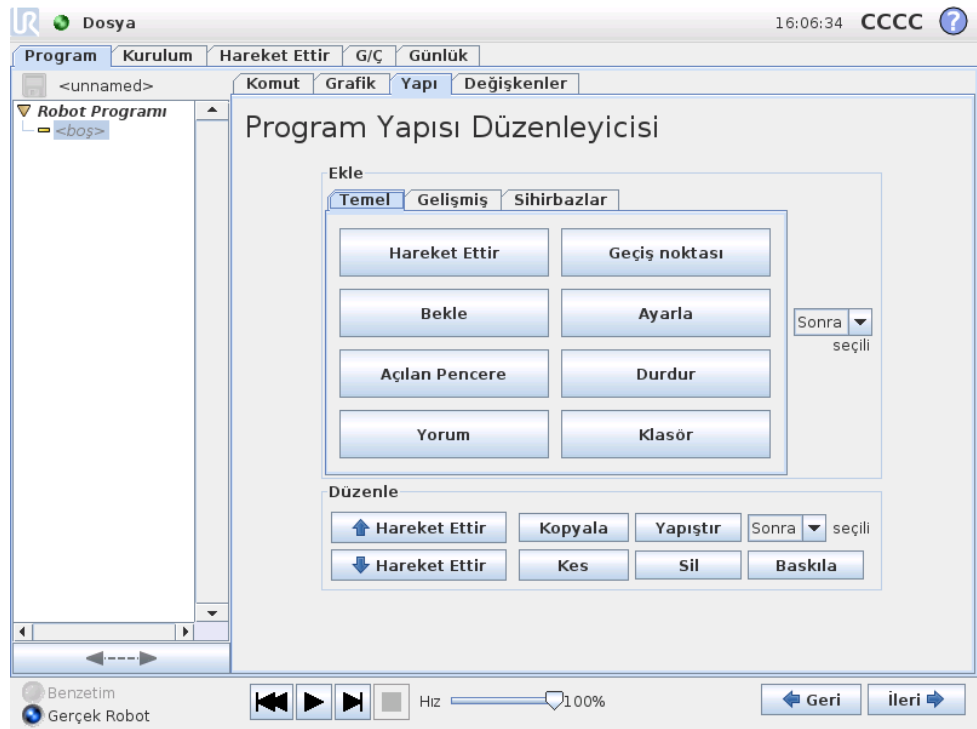 UR Dosya 16:06:34 CCCC ?
Program Kurulum Hareket Ettir G/Ç Günlük
<unnamed>
Komut Grafik Yapı Değişkenler
Robot Programı
<boş>
Program Yapısı Düzenleyicisi
Ekle
Temel Gelişmiş Sihirbazlar
Hareket Ettir Geçiş noktası
Bekle Ayarla
Sonra
seçili
Açılan Pencere Durdur
Yorum Klasör
Düzenle
Hareket Ettir Kopyala Yapıştır Sonra seçili
Hareket Ettir Kes Sil Baskıla
Benzetim
Gerçek Robot
Hız 100%
Geri İleri